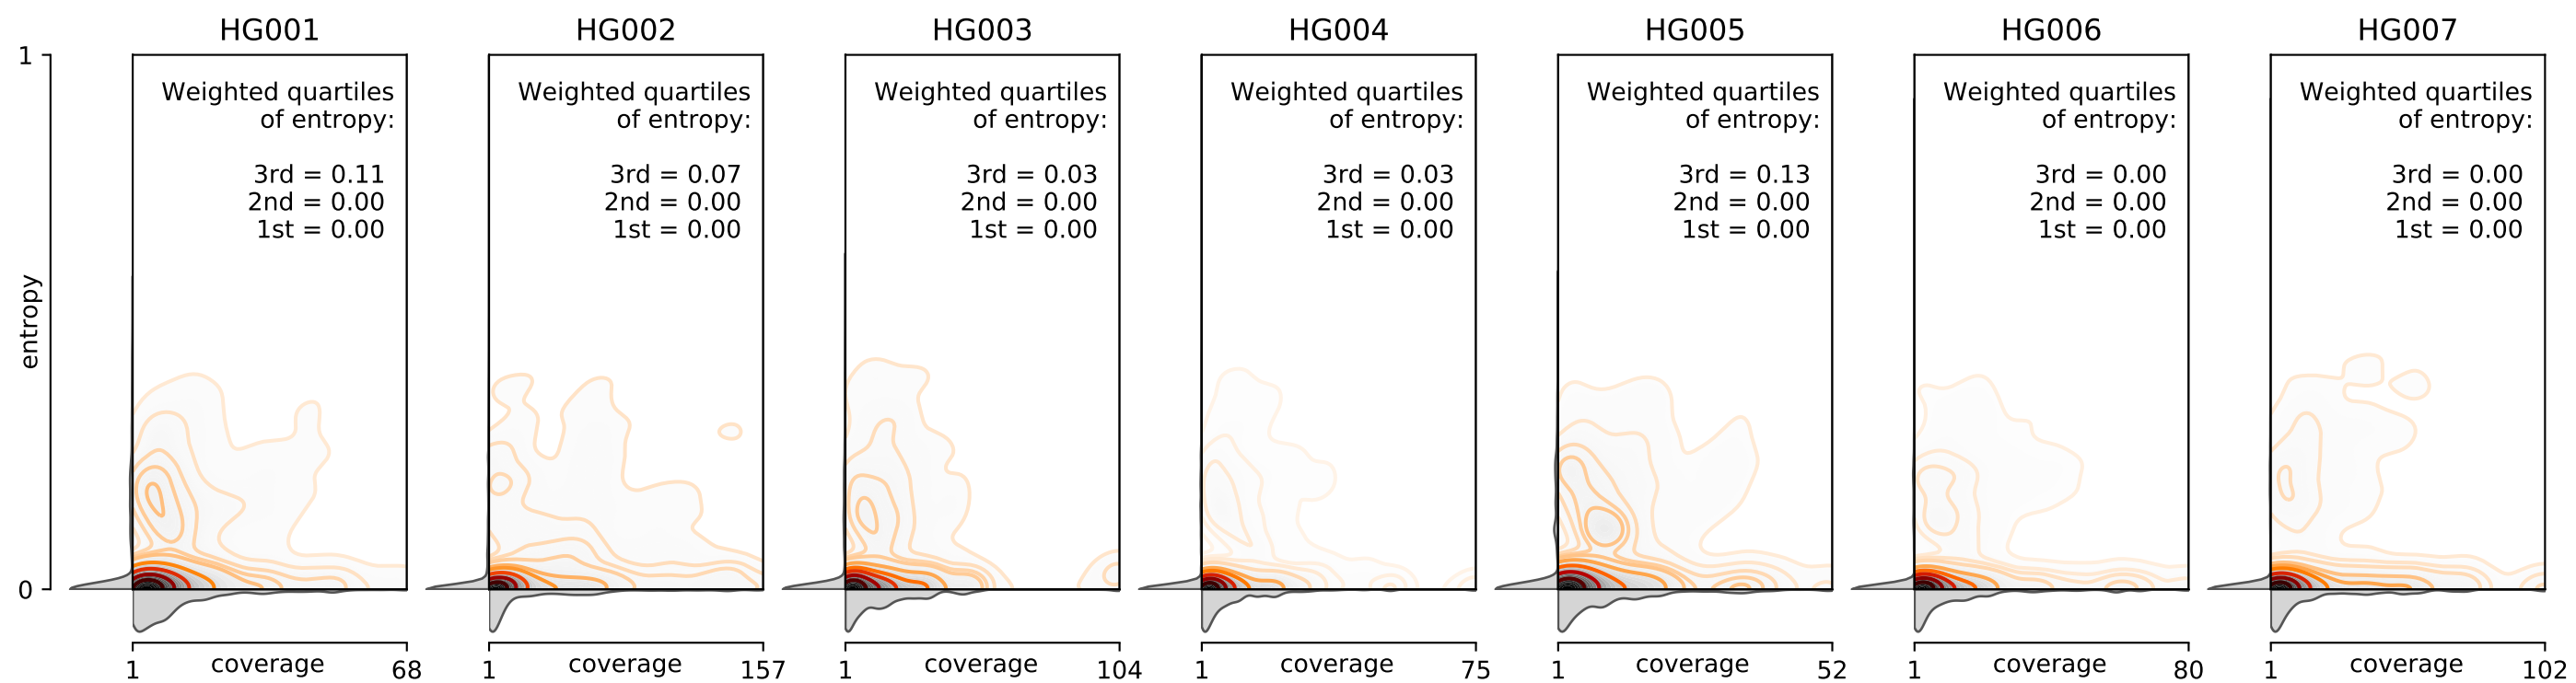 HG001
HG002
HG003
HG004
HG005
HG006
HG007
1
entropy
0
Weighted quartiles
of entropy:
3rd = 0.11
2nd = 0.00
1st = 0.00
1
coverage
68
Weighted quartiles
of entropy:
3rd = 0.07
2nd = 0.00
1st = 0.00
1
coverage
157
Weighted quartiles
of entropy:
3rd = 0.03
2nd = 0.00
1st = 0.00
1
coverage
104
Weighted quartiles
of entropy:
3rd = 0.03
2nd = 0.00
1st = 0.00
1
coverage
75
Weighted quartiles
of entropy:
3rd = 0.13
2nd = 0.00
1st = 0.00
1
coverage
52
Weighted quartiles
of entropy:
3rd = 0.00
2nd = 0.00
1st = 0.00
1
coverage
80
Weighted quartiles
of entropy:
3rd = 0.00
2nd = 0.00
1st = 0.00
1
coverage
102